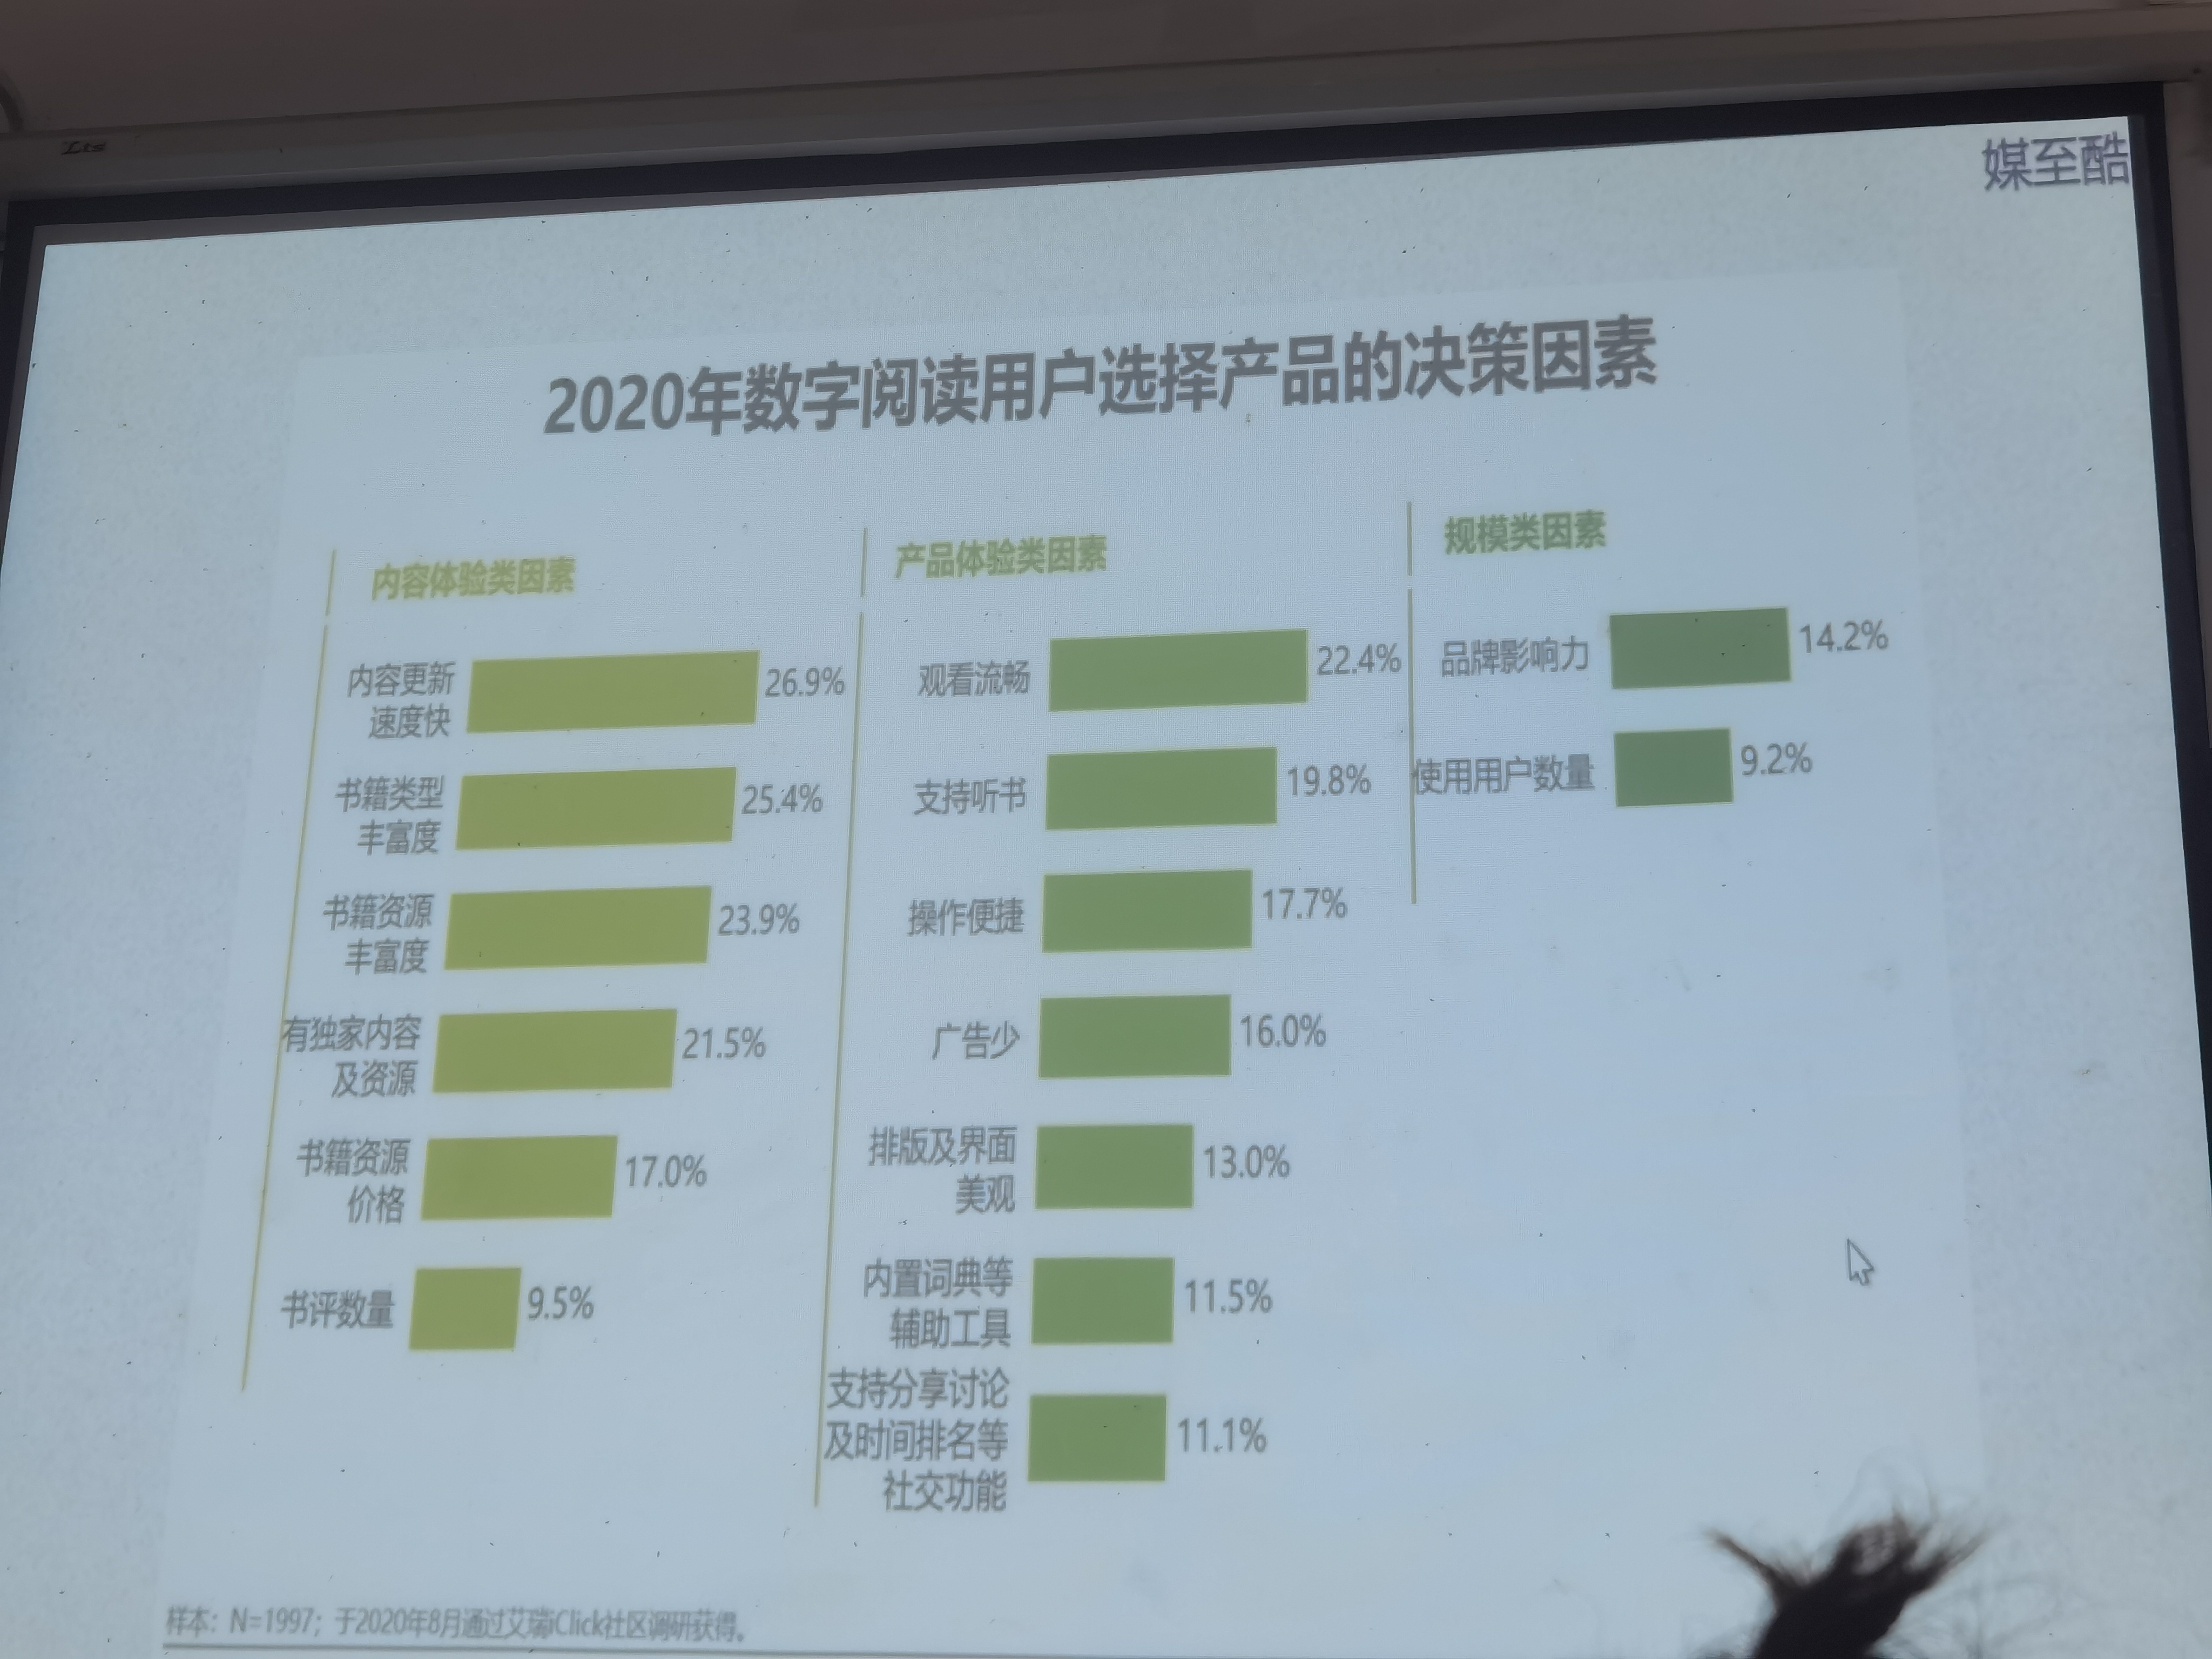 Lts
媒至酷
2020年数字阅读用户选择产品的决策因素
内容体验类因素
内容更新
速度快
26.9%
书籍类型
丰富度
25.4%
书籍资源
丰富度
23.9%
有独家内容
及资源
21.5%
书籍资源
价格
17.0%
书评数量
9.5%
产品体验类因素
观看流畅
22.4%
支持听书
19.8%
操作便捷
17.7%
广告少
16.0%
排版及界面
美观
13.0%
内置词典等
辅助工具
11.5%
支持分享讨论
及时间排名等
社交功能
11.1%
规模类因素
品牌影响力
14.2%
使用用户数量
9.2%
样本：N=1997；于2020年8月通过艾瑞iClick社区调研获得。